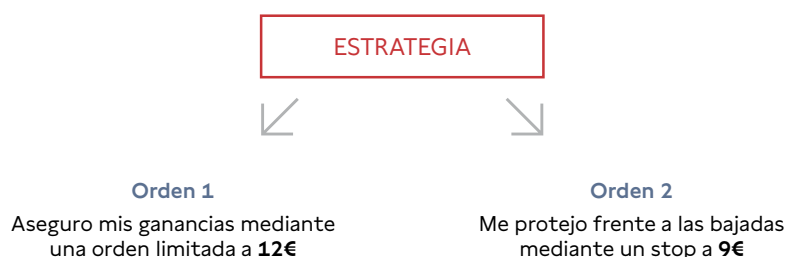 ESTRATEGIA
Orden 1
Aseguro mis ganancias mediante
una orden limitada a 12€
Orden 2
Me protejo frente a las bajadas
mediante un stop a 9€